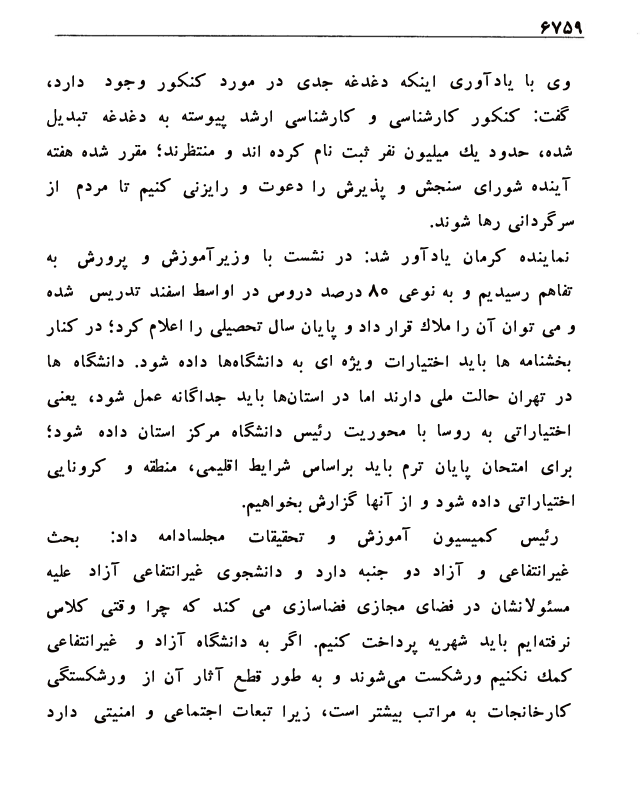 ۶۷۵۹
وی با یادآوری اینکه دغدغه جدی در مورد کنکور وجود دارد،
گفت: کنکور کارشناسی و کارشناسی ارشد پیوسته به دغدغه تبدیل
شده، حدود یك میلیون نفر ثبت نام کرده اند و منتظرند؛ مقرر شده هفته
آینده شورای سنجش و پذیرش را دعوت و رایزنی کنیم تا مردم از
سرگردانی رها شوند.
نماینده کرمان یادآور شد: در نشست با وزیرآموزش و پرورش به
تفاهم رسیدیم و به نوعی ۸۰ درصد دروس در اواسط اسفند تدریس شده
و می توان آن را ملاك قرار داد و پایان سال تحصیلی را اعلام کرد؛ در کنار
بخشنامه ها باید اختیارات ویژه ای به دانشگاه‌ها داده شود. دانشگاه ها
در تهران حالت ملی دارند اما در استان‌ها باید جداگانه عمل شود، یعنی
اختیاراتی به روسا با محوریت رئیس دانشگاه مرکز استان داده شود؛
برای امتحان پایان ترم باید براساس شرایط اقلیمی، منطقه و کرونایی
اختیاراتی داده شود و از آنها گزارش بخواهیم.
رئیس کمیسیون آموزش و تحقیقات مجلسادامه داد: بحث
غیرانتفاعی و آزاد دو جنبه دارد و دانشجوی غیرانتفاعی آزاد علیه
مسئولانشان در فضای مجازی فضاسازی می کند که چرا وقتی کلاس
نرفته‌ایم باید شهریه پرداخت کنیم. اگر به دانشگاه آزاد و غیرانتفاعی
کمك نکنیم ورشکست می‌شوند و به طور قطع آثار آن از ورشکستگی
کارخانجات به مراتب بیشتر است، زیرا تبعات اجتماعی و امنیتی دارد